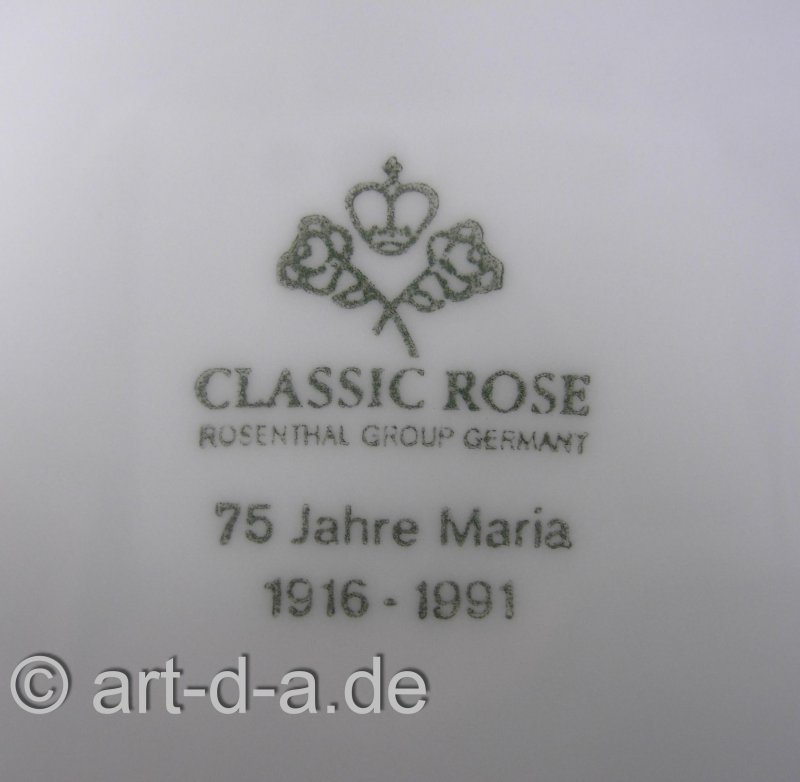 CLASSIC ROSE
ROSENTHAL GROUP GERMANY
75 Jahre Maria
1916 - 1991
© art-d-a.de